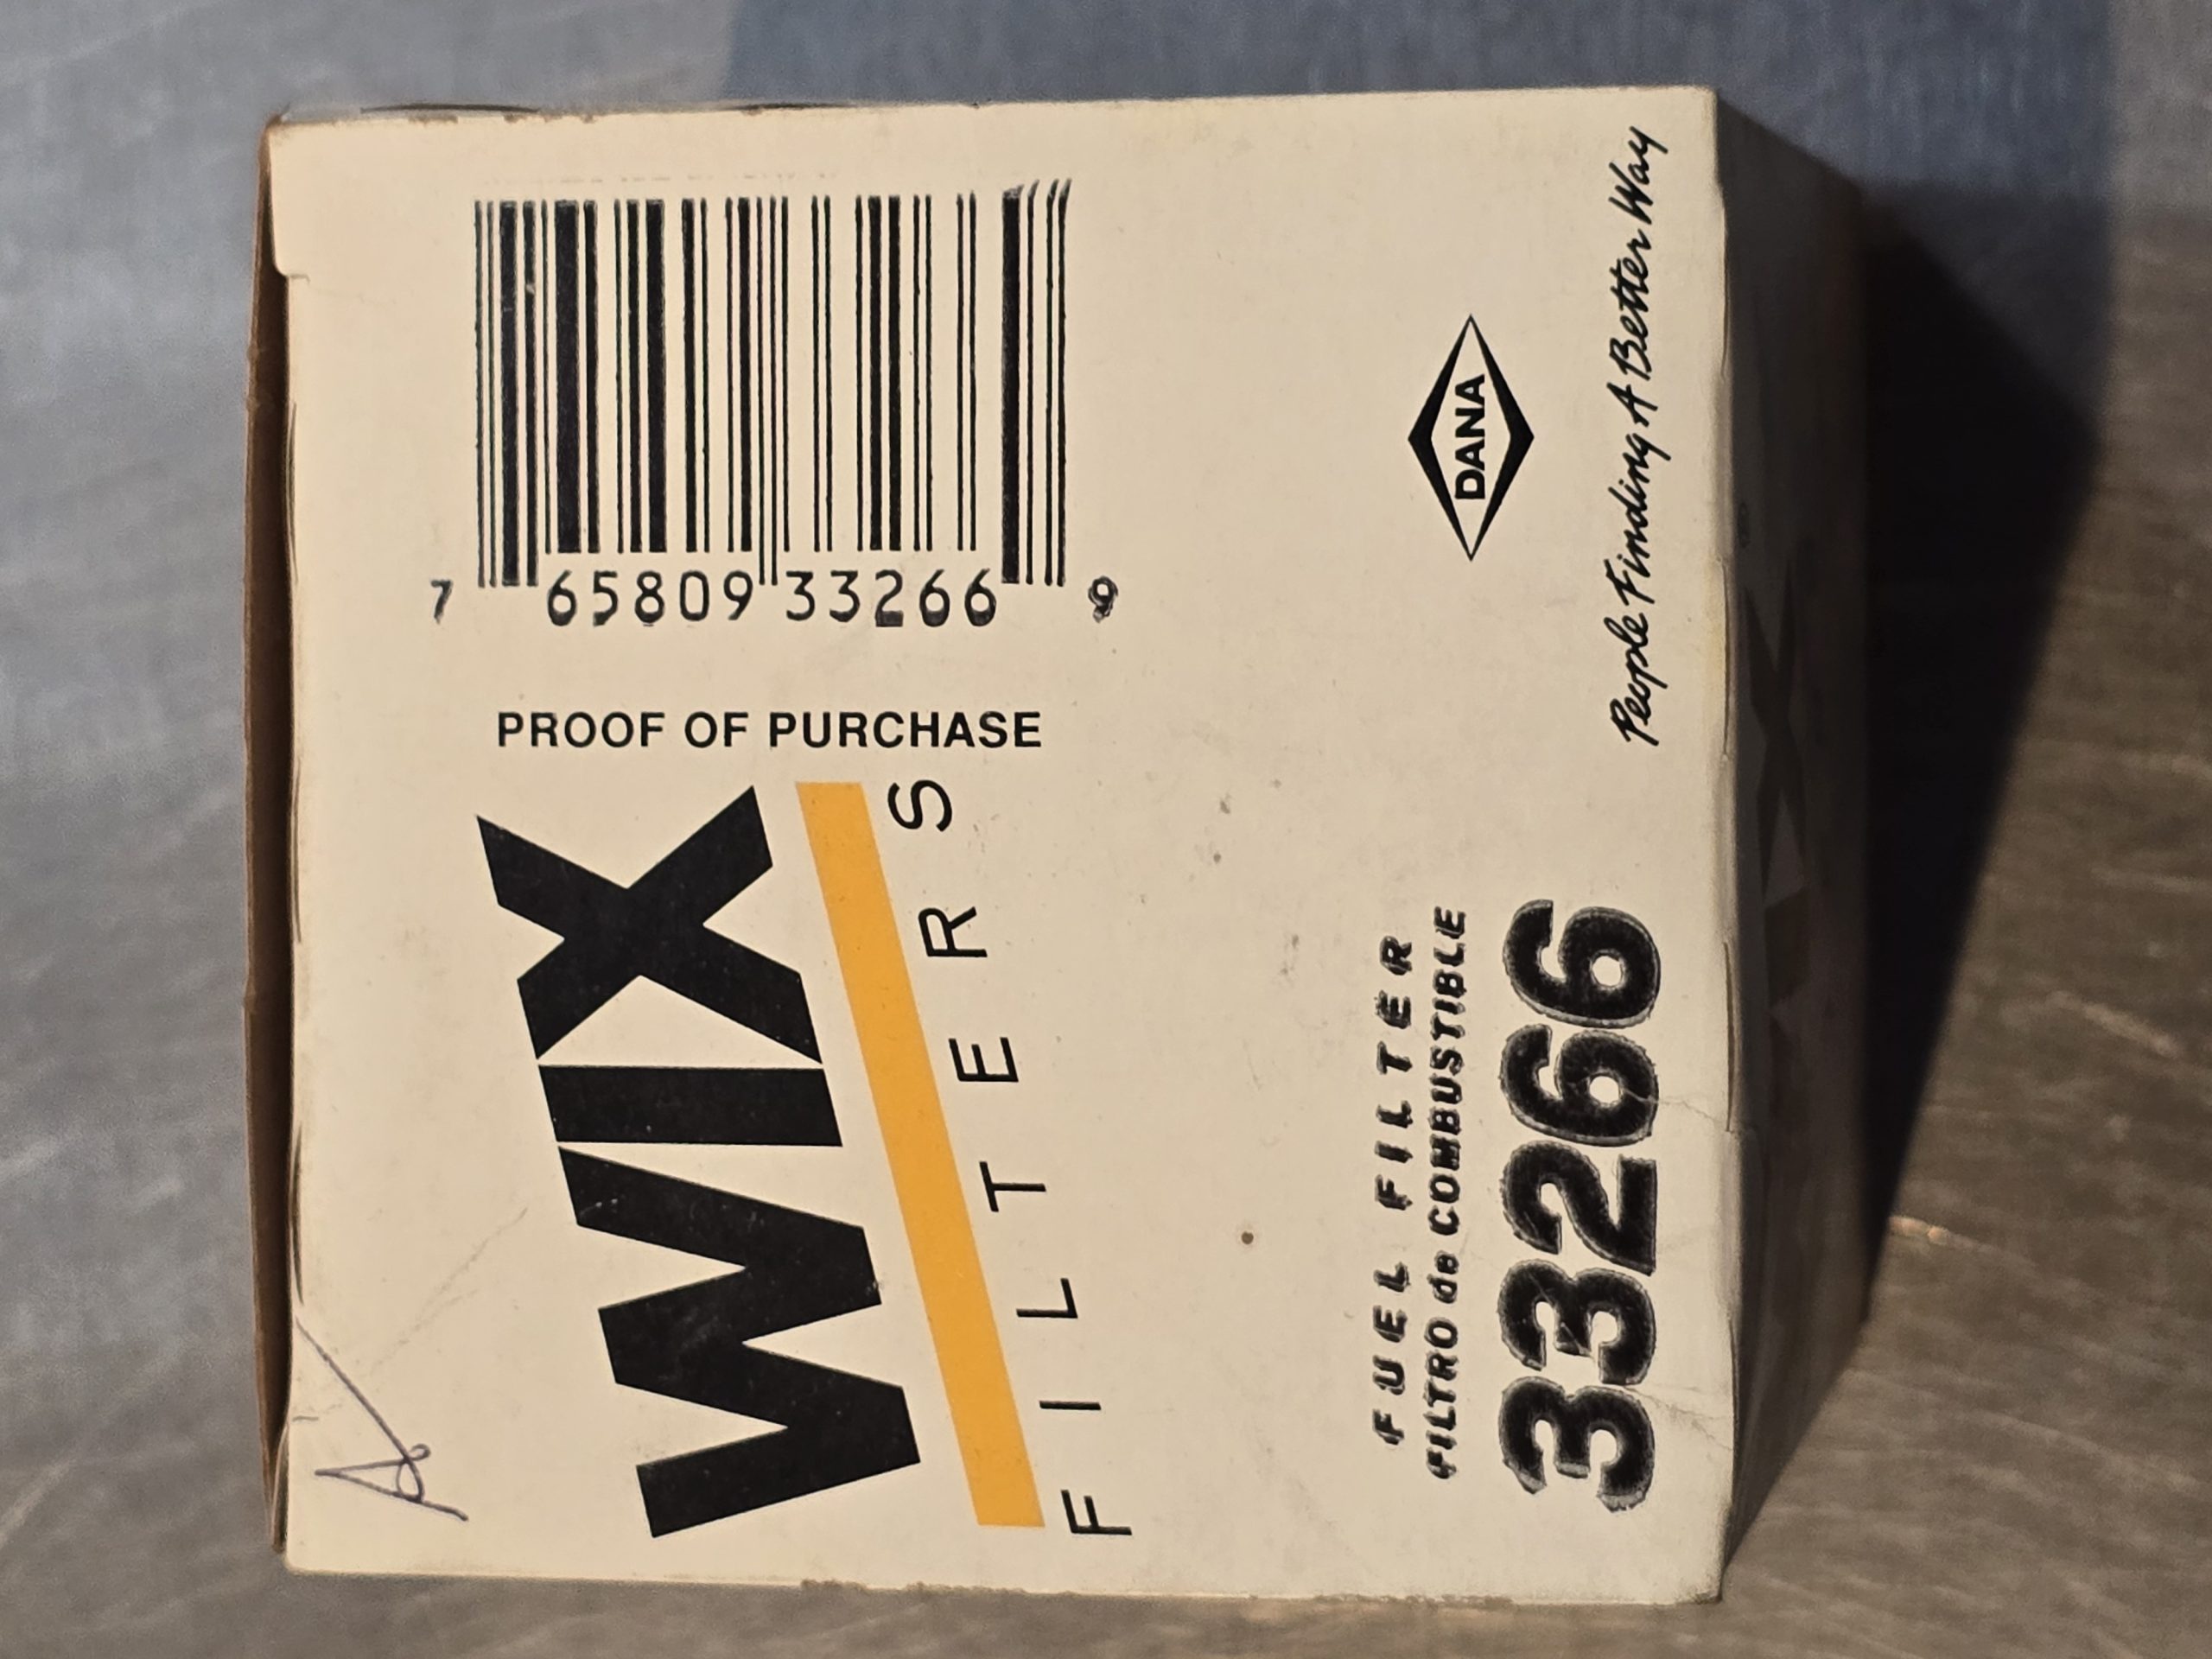 WIX
FILTERS
PROOF OF PURCHASE
7 65809 33266 9
FUEL FILTER
FILTRO de COMBUSTIBLE
33266
DANA
People Finding A Better Way